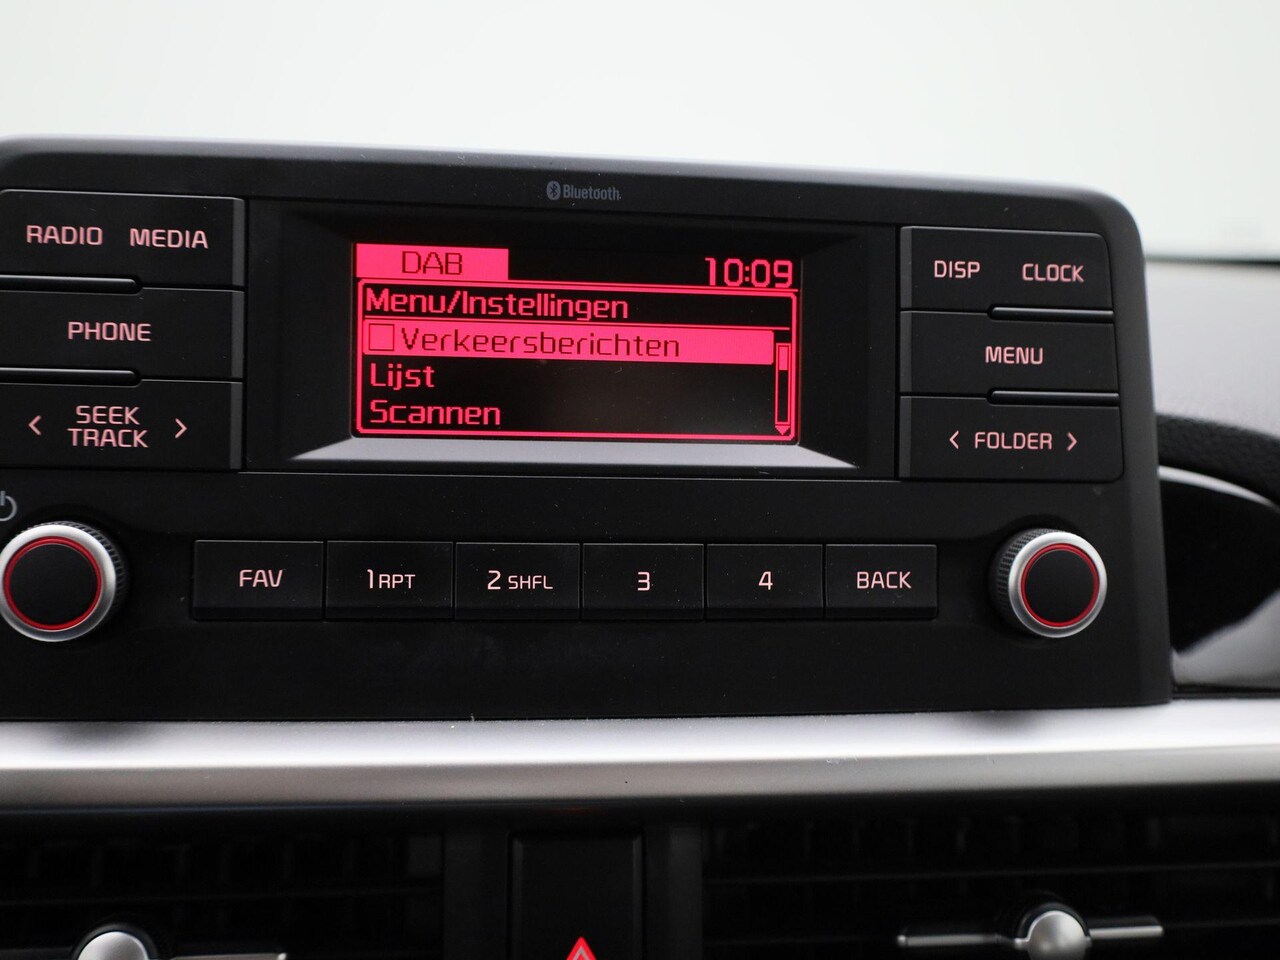 Bluetooth
RADIO MEDIA
PHONE
< SEEK TRACK >
DAB 10:09
Menu/Instellingen
Verkeersberichten
Lijst
Scannen
DISP CLOCK
MENU
< FOLDER >
FAV 1 RPT 2 SHFL 3 4 BACK